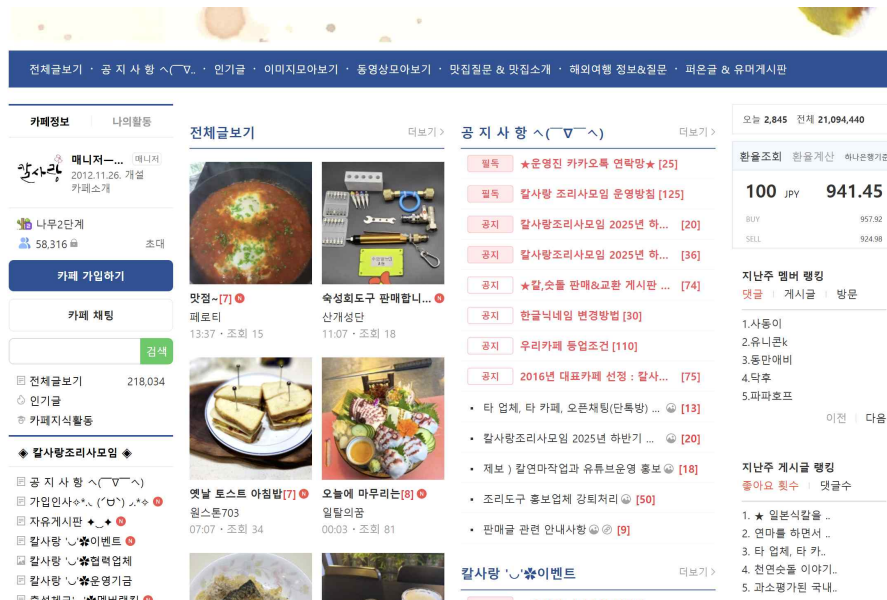 전체글보기 · 공 지 사 항 ヘ(￣∇.. · 인기글 · 이미지모아보기 · 동영상모아보기 · 맛집질문 & 맛집소개 · 해외여행 정보&질문 · 퍼온글 & 유머게시판
카페정보 나의활동
칼사랑
매니저ㅡ... 매니저
2012.11.26. 개설
카페소개
나무2단계
58,316 초대
카페 가입하기
카페 채팅
검색
전체글보기 218,034
인기글
카페지식활동
◈ 칼사랑조리사모임 ◈
공 지 사 항 ヘ(￣∇￣ヘ)
가입인사
자유게시판
칼사랑 '◡'✽이벤트
칼사랑 '◡'✽협력업체
칼사랑 '◡'✽운영기금
전체글보기 더보기 >
맛점~[7]
페로티
13:37 · 조회 15
숙성회도구 판매합니...
산개성단
11:07 · 조회 18
옛날 토스트 아침밥[7]
원스톤703
07:07 · 조회 34
오늘에 마무리는[8]
일탈의꿈
00:03 · 조회 81
공 지 사 항 ヘ(￣∇￣ヘ) 더보기 >
필독 ★운영진 카카오톡 연락망★ [25]
필독 칼사랑 조리사모임 운영방침 [125]
공지 칼사랑조리사모임 2025년 하... [20]
공지 칼사랑조리사모임 2025년 하... [36]
공지 ★칼,숫돌 판매&교환 게시판 ... [74]
공지 한글닉네임 변경방법 [30]
공지 우리카페 등업조건 [110]
공지 2016년 대표카페 선정 : 칼사... [75]
• 타 업체, 타 카페, 오픈채팅(단톡방) ... [13]
• 칼사랑조리사모임 2025년 하반기 ... [20]
• 제보 ) 칼연마작업과 유튜브운영 홍보 [18]
• 조리도구 홍보업체 강퇴처리 [50]
• 판매글 관련 안내사항 [9]
칼사랑 '◡'✽이벤트 더보기 >
오늘 2,845 전체 21,094,440
환율조회 환율계산 하나은행기준
100 JPY 941.45
BUY 957.92
SELL 924.98
지난주 멤버 랭킹
댓글 게시글 방문
1.사동이
2.유니콘k
3.동만애비
4.닥후
5.파파호프
이전 다음
지난주 게시글 랭킹
좋아요 횟수 댓글수
1. ★ 일본식칼을 ..
2. 연마를 하면서 ..
3. 타 업체, 타 카..
4. 천연숫돌 이야기..
5. 과소평가된 국내..